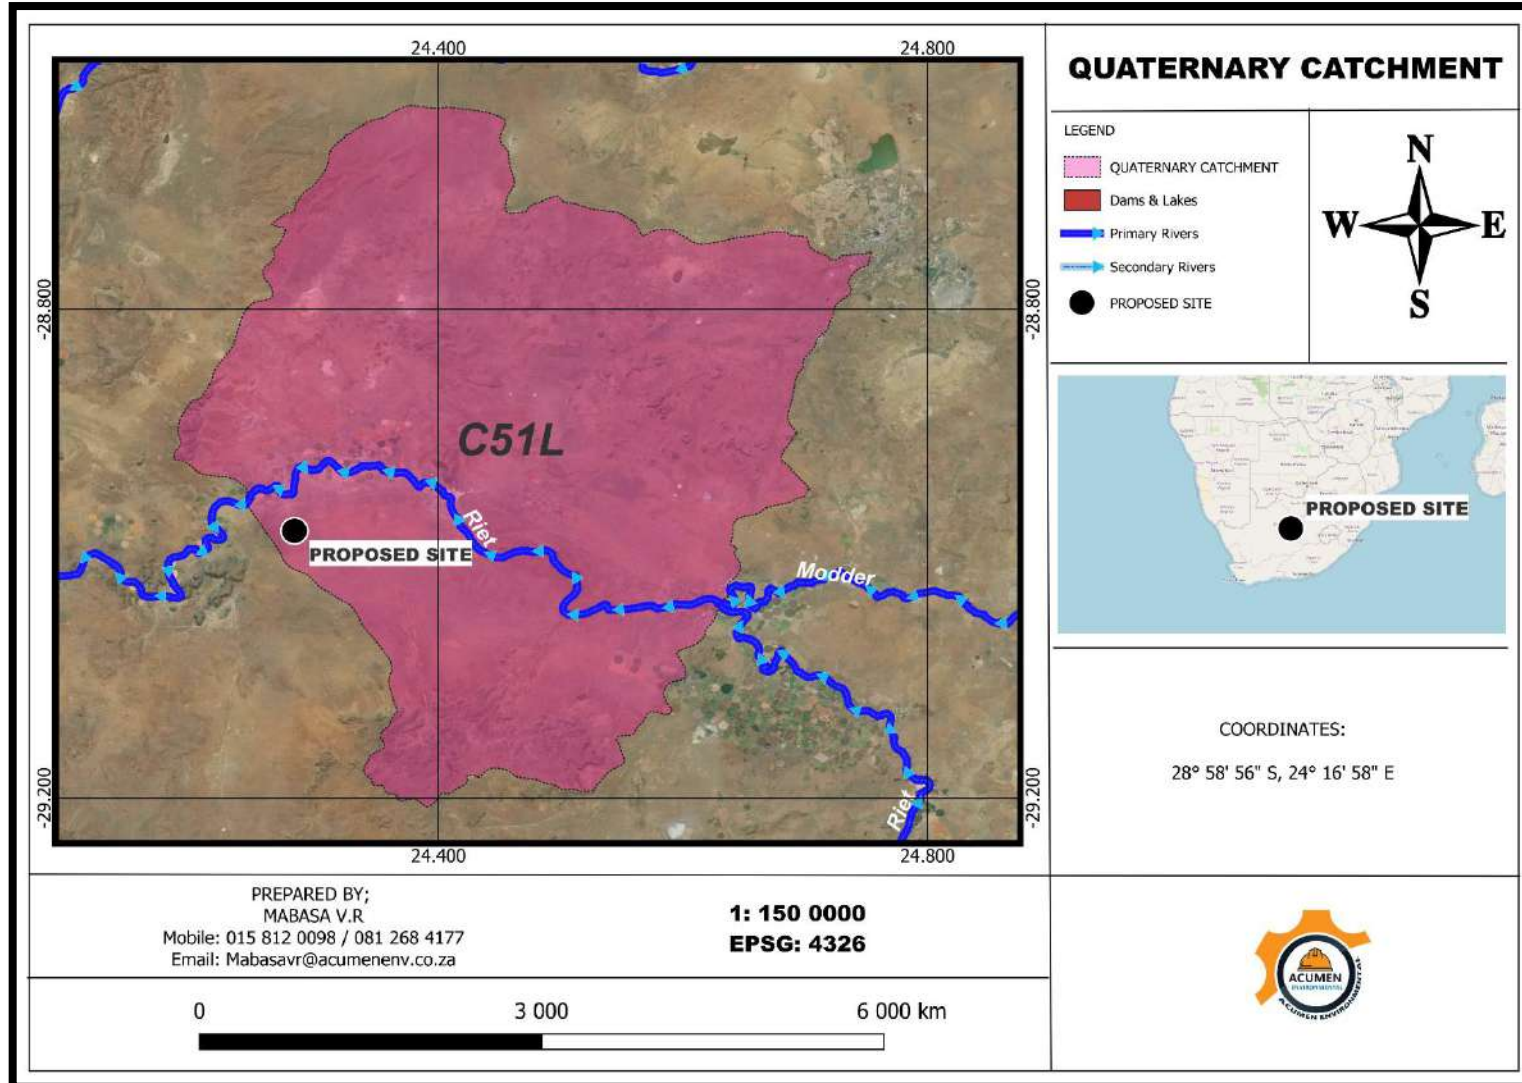 QUATERNARY CATCHMENT
24.400
24.800
-28.800
-28.800
C51L
Riet
PROPOSED SITE
Modder
Riet
-29.200
-29.200
24.400
24.800
LEGEND
QUATERNARY CATCHMENT
Dams & Lakes
Primary Rivers
Secondary Rivers
PROPOSED SITE
N
W
E
S
PROPOSED SITE
COORDINATES:
28° 58' 56" S, 24° 16' 58" E
PREPARED BY;
MABASA V.R
Mobile: 015 812 0098 / 081 268 4177
Email: Mabasavr@acumenenv.co.za
1: 150 0000
EPSG: 4326
0
3 000
6 000 km
ACUMEN
ENVIRONMENTAL
ACUMEN ENVIRONMENTAL